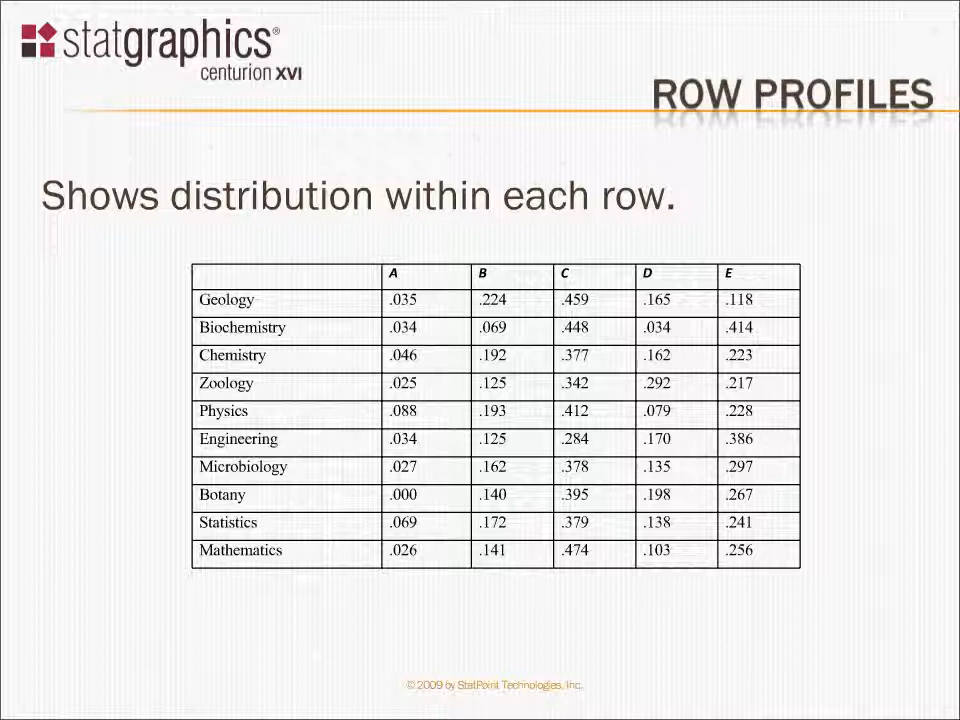 statgraphics®
centurion XVI
ROW PROFILES
Shows distribution within each row.
A B C D E
Geology .035 .224 .459 .165 .118
Biochemistry .034 .069 .448 .034 .414
Chemistry .046 .192 .377 .162 .223
Zoology .025 .125 .342 .292 .217
Physics .088 .193 .412 .079 .228
Engineering .034 .125 .284 .170 .386
Microbiology .027 .162 .378 .135 .297
Botany .000 .140 .395 .198 .267
Statistics .069 .172 .379 .138 .241
Mathematics .026 .141 .474 .103 .256
© 2009 by StatPoint Technologies, Inc.